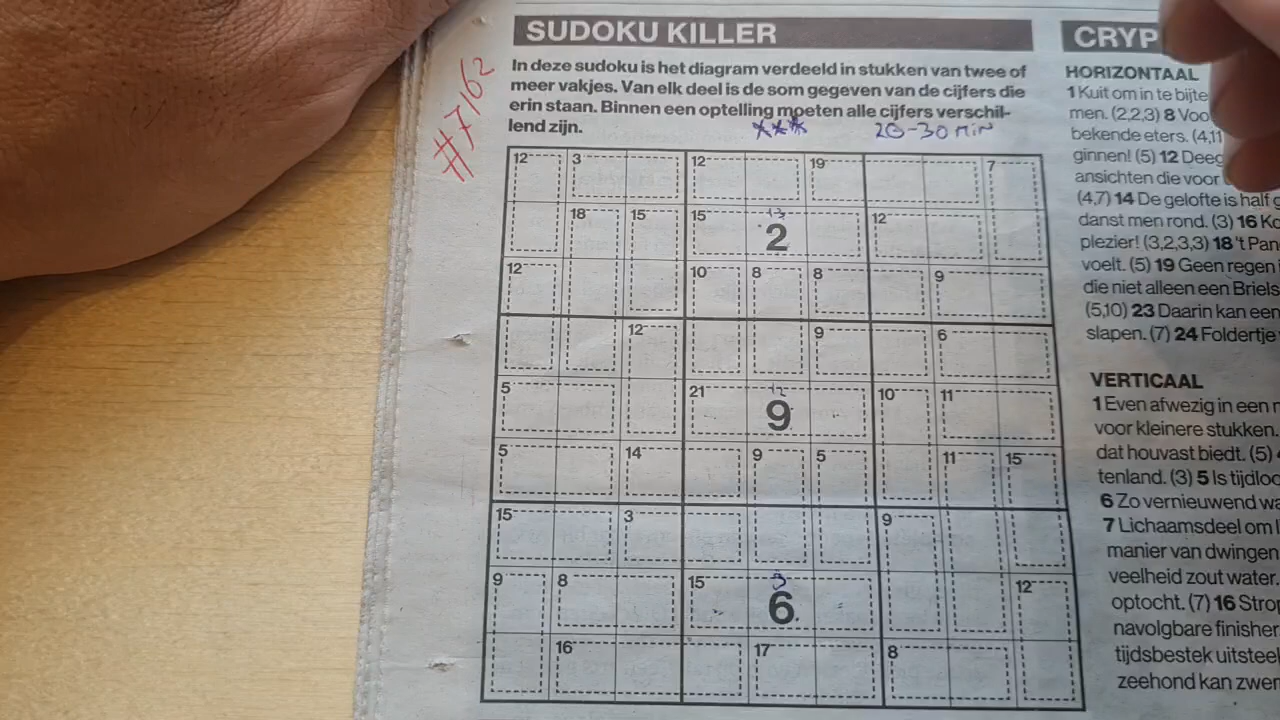 SUDOKU KILLER
In deze sudoku is het diagram verdeeld in stukken van twee of
meer vakjes. Van elk deel is de som gegeven van de cijfers die
erin staan. Binnen een optelling moeten alle cijfers verschil-
lend zijn.
*** 20-30 min
#7162
12 3 12 19 7
18 15 15 13 2 12
12 10 8 8 9
12 9 6
5 21 12 9 10 11
5 14 9 5 11 15
15 3 9
9 8 15 3 6 12
16 17 8
CRYP
HORIZONTAAL
1 Kuit om in te bijte
men. (2,2,3) 8 Voo
bekende eters. (4,11
ginnen! (5) 12 Deeg
ansichten die voor
(4,7) 14 De gelofte is half g
danst men rond. (3) 16 Ko
plezier! (3,2,3,3) 18 't Pan
voelt. (5) 19 Geen regen
die niet alleen een Briels
(5,10) 23 Daarin kan een
slapen. (7) 24 Foldertje
VERTICAAL
1 Even afwezig in een
voor kleinere stukken.
dat houvast biedt. (5)
tenland. (3) 5 Is tijdloo
6 Zo vernieuwend wa
7 Lichaamsdeel om
manier van dwingen
veelheid zout water.
optocht. (7) 16 Stro
navolgbare finisher
tijdsbestek uitsteel
zeehond kan zwem